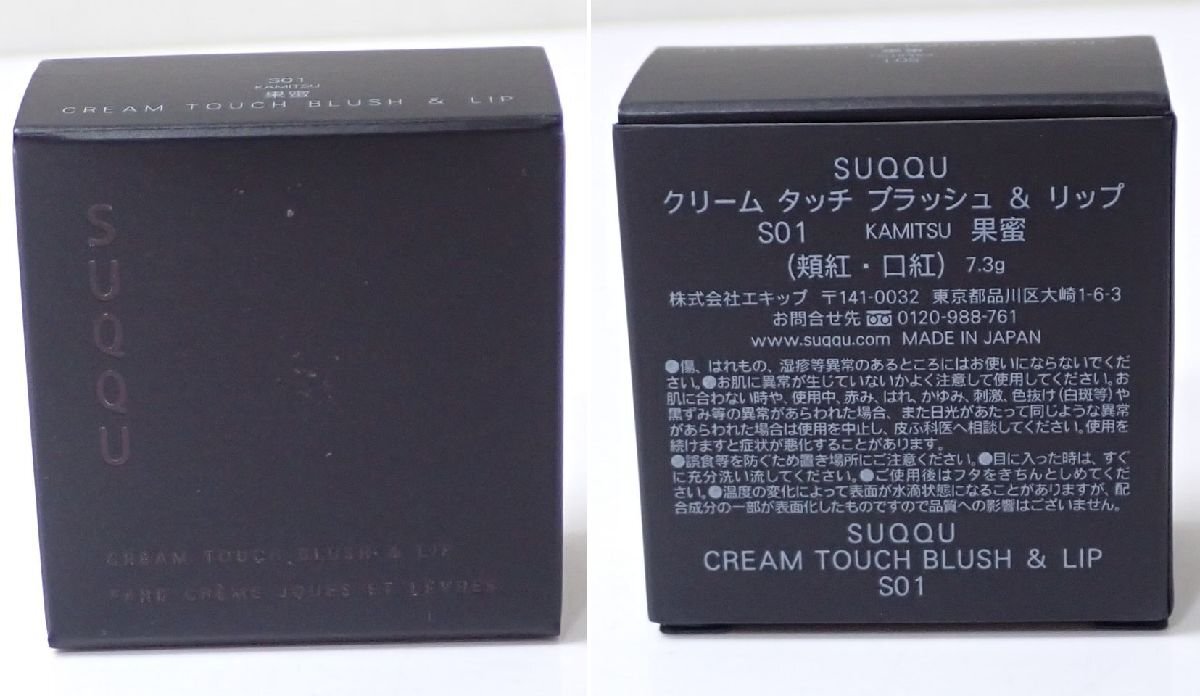 S01
KAMITSU
果蜜
CREAM TOUCH BLUSH & LIP
SUQQU
CREAM TOUCH BLUSH & LIP
FARD CRÈME JOUES ET LÈVRES
S01
SUQQU
クリーム タッチ ブラッシュ & リップ
S01 KAMITSU 果蜜
(頬紅・口紅) 7.3g
株式会社エキップ 〒141-0032 東京都品川区大崎1-6-3
お問合せ先 0120-988-761
www.suqqu.com MADE IN JAPAN
●傷、はれもの、湿疹等異常のあるところにはお使いにならないでくだ
さい。●お肌に異常が生じていないかよく注意して使用してください。お
肌に合わない時や、使用中、赤み、はれ、かゆみ、刺激、色抜け(白斑等)や
黒ずみ等の異常があらわれた場合、また日光があたって同じような異常
があらわれた場合は使用を中止し、皮ふ科医へ相談してください。使用を
続けますと症状が悪化することがあります。
●誤食等を防ぐため置き場所にご注意ください。●目に入った時は、すぐ
に充分洗い流してください。●ご使用後はフタをきちんとしめてくだ
さい。●温度の変化によって表面が水滴状態になることがありますが、配
合成分の一部が表面化したものですので品質への影響はございません。
SUQQU
CREAM TOUCH BLUSH & LIP
S01